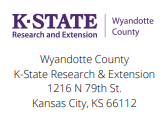 K-STATE
Research and Extension
Wyandotte
County
Wyandotte County
K-State Research & Extension
1216 N 79th St.
Kansas City, KS 66112